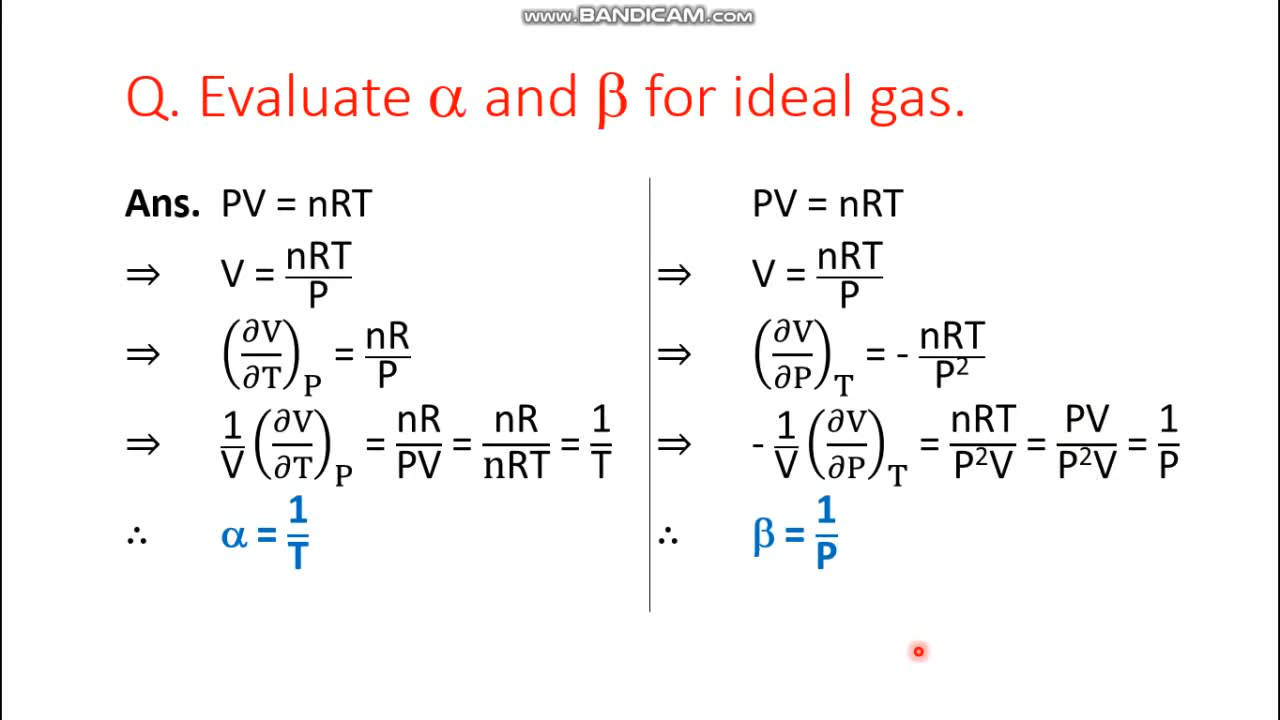 www.BANDICAM.com
Q. Evaluate α and β for ideal gas.
Ans. PV = nRT
⇒ V = nRT/P
⇒ (∂V/∂T)_P = nR/P
⇒ 1/V (∂V/∂T)_P = nR/PV = nR/nRT = 1/T
∴ α = 1/T
PV = nRT
⇒ V = nRT/P
⇒ (∂V/∂P)_T = - nRT/P²
⇒ - 1/V (∂V/∂P)_T = nRT/P²V = PV/P²V = 1/P
∴ β = 1/P